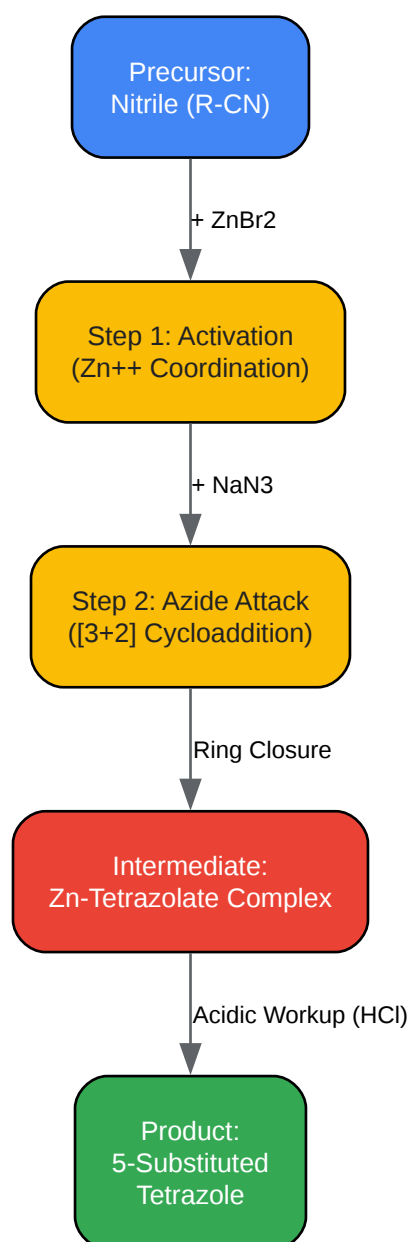 Precursor:
Nitrile (R-CN)
+ ZnBr2
Step 1: Activation
(Zn++ Coordination)
+ NaN3
Step 2: Azide Attack
([3+2] Cycloaddition)
Ring Closure
Intermediate:
Zn-Tetrazolate Complex
Acidic Workup (HCl)
Product:
5-Substituted
Tetrazole